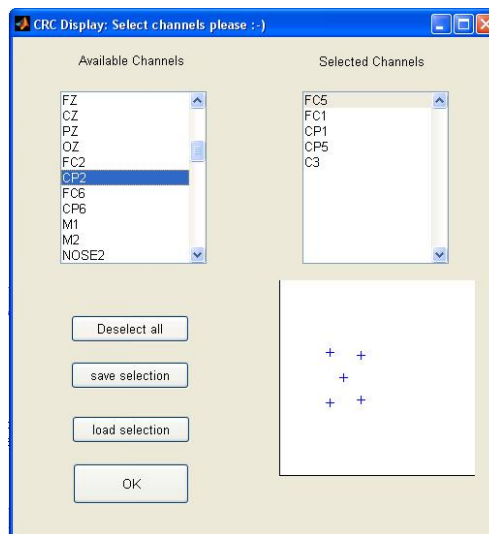 CRC Display: Select channels please :-)
Available Channels
Selected Channels
FZ
CZ
PZ
OZ
FC2
CP2
FC6
CP6
M1
M2
NOSE2
FC5
FC1
CP1
CP5
C3
Deselect all
save selection
load selection
OK